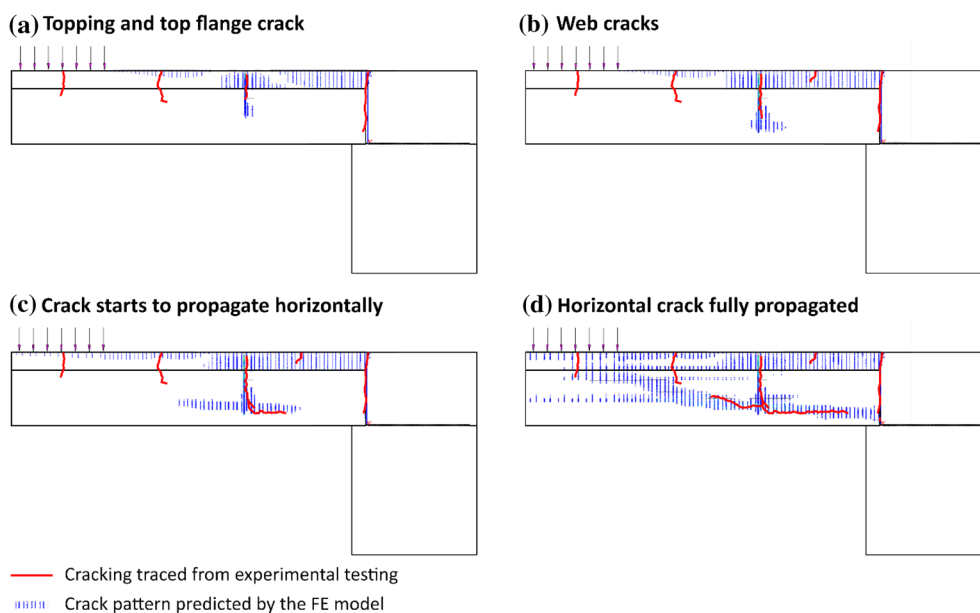 (a) Topping and top flange crack
(b) Web cracks
(c) Crack starts to propagate horizontally
(d) Horizontal crack fully propagated
Cracking traced from experimental testing
Crack pattern predicted by the FE model